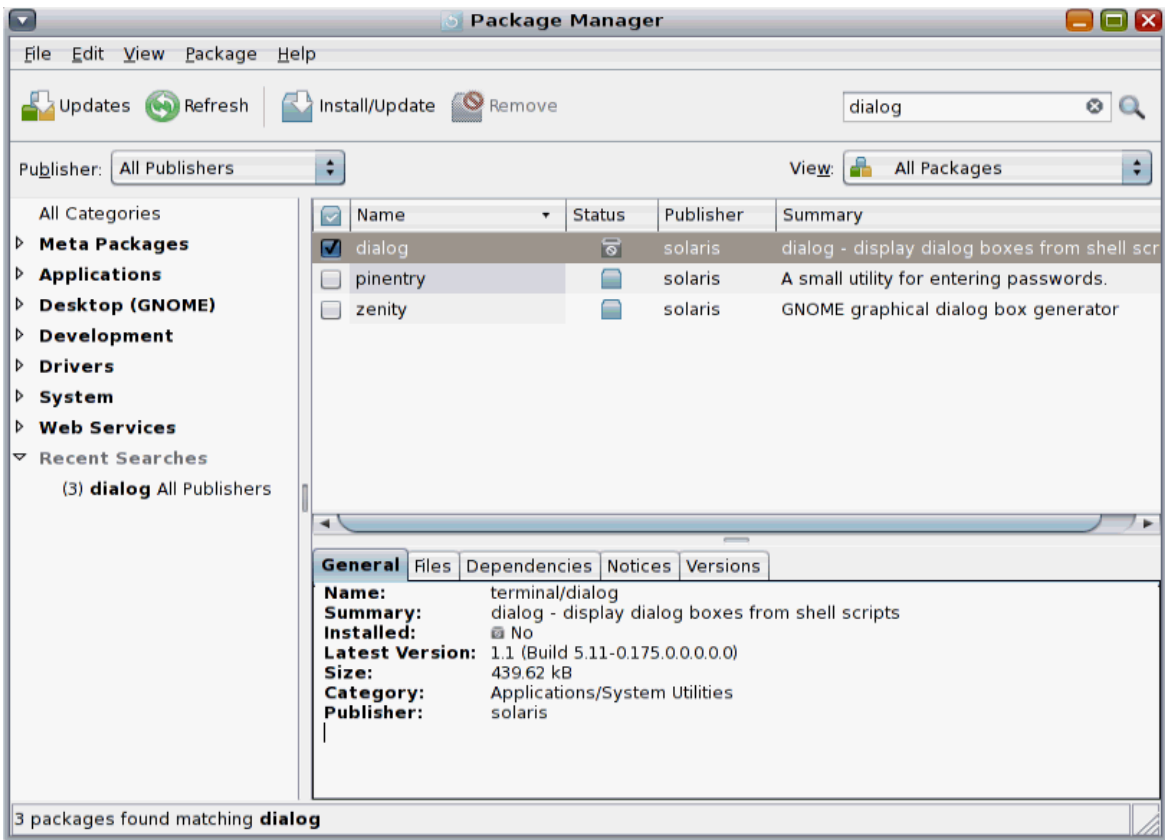 Package Manager
File Edit View Package Help
Updates Refresh Install/Update Remove dialog
Publisher: All Publishers View: All Packages
All Categories
Meta Packages
Applications
Desktop (GNOME)
Development
Drivers
System
Web Services
Recent Searches
(3) dialog All Publishers
Name Status Publisher Summary
dialog solaris dialog - display dialog boxes from shell scr
pinentry solaris A small utility for entering passwords.
zenity solaris GNOME graphical dialog box generator
General Files Dependencies Notices Versions
Name: terminal/dialog
Summary: dialog - display dialog boxes from shell scripts
Installed: No
Latest Version: 1.1 (Build 5.11-0.175.0.0.0.0.0)
Size: 439.62 kB
Category: Applications/System Utilities
Publisher: solaris
3 packages found matching dialog